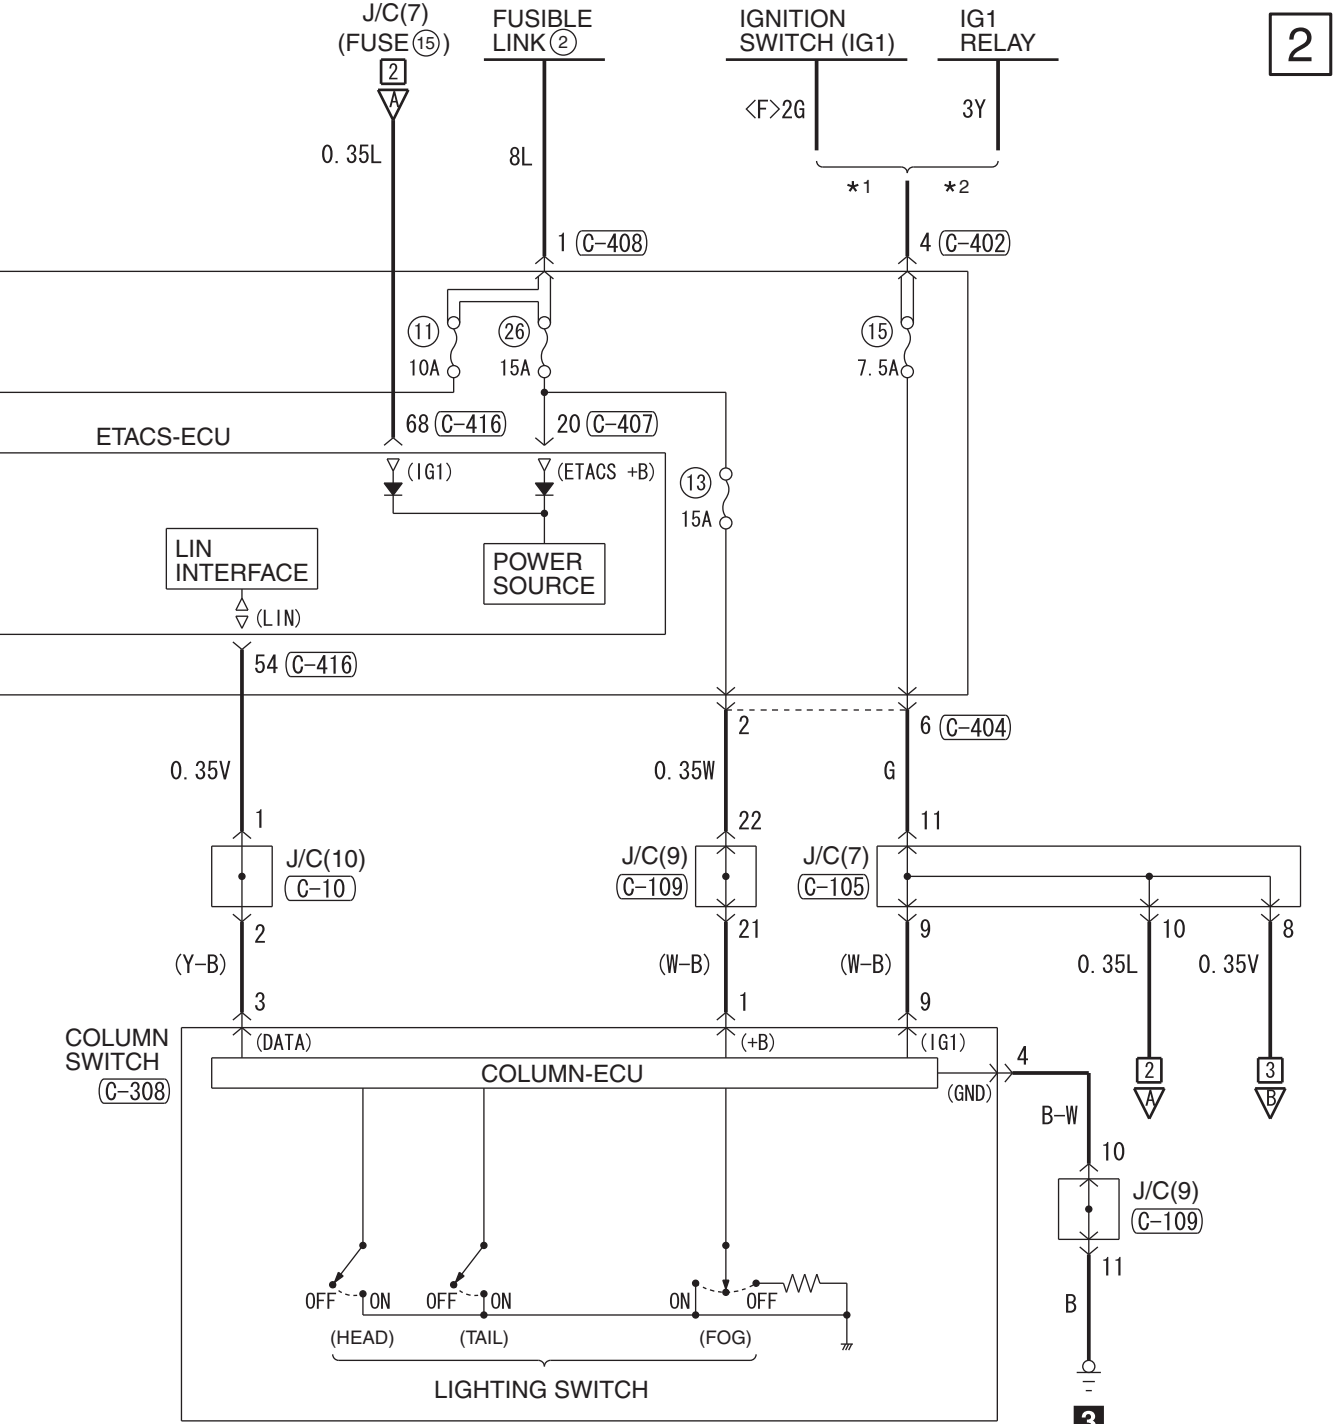 J/C(7)
(FUSE⑮)
2
A
FUSIBLE
LINK②
IGNITION
SWITCH (IG1)
IG1
RELAY
2
0.35L
8L
<F>2G
3Y
*1
*2
1 (C-408)
4 (C-402)
⑪
10A
㉖
15A
⑮
7.5A
68 (C-416)
20 (C-407)
ETACS-ECU
(IG1)
(ETACS +B)
⑬
15A
LIN
INTERFACE
POWER
SOURCE
(LIN)
54 (C-416)
2
6 (C-404)
0.35V
0.35W
G
1
22
11
J/C(10)
(C-10)
J/C(9)
(C-109)
J/C(7)
(C-105)
2
21
9
10
8
(Y-B)
(W-B)
(W-B)
0.35L
0.35V
3
1
9
COLUMN
SWITCH
(C-308)
(DATA)
(+B)
(IG1)
COLUMN-ECU
4
(GND)
2
A
3
B
B-W
10
J/C(9)
(C-109)
11
B
OFF
ON
OFF
ON
ON
OFF
(HEAD)
(TAIL)
(FOG)
LIGHTING SWITCH
3